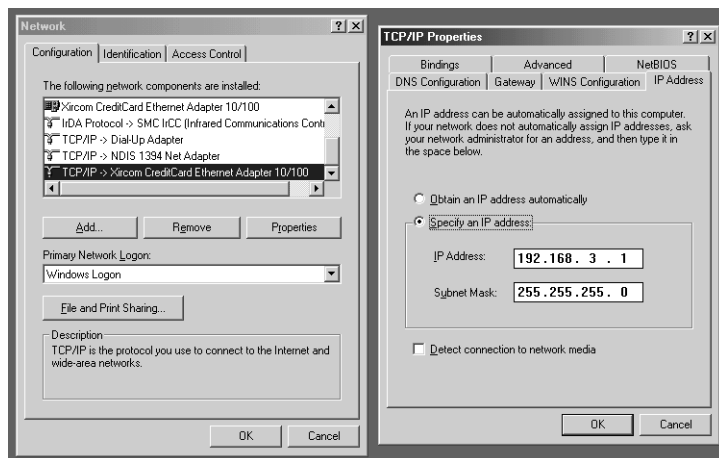 Network
Configuration
Identification
Access Control
The following network components are installed:
Xircom CreditCard Ethernet Adapter 10/100
IrDA Protocol -> SMC IrCC (Infrared Communications Contr
TCP/IP -> Dial-Up Adapter
TCP/IP -> NDIS 1394 Net Adapter
TCP/IP -> Xircom CreditCard Ethernet Adapter 10/100
Add...
Remove
Properties
Primary Network Logon:
Windows Logon
File and Print Sharing...
Description
TCP/IP is the protocol you use to connect to the Internet and
wide-area networks.
OK
Cancel
TCP/IP Properties
Bindings
Advanced
NetBIOS
DNS Configuration
Gateway
WINS Configuration
IP Address
An IP address can be automatically assigned to this computer.
If your network does not automatically assign IP addresses, ask
your network administrator for an address, and then type it in
the space below.
Obtain an IP address automatically
Specify an IP address:
IP Address:
192.168. 3 . 1
Subnet Mask:
255.255.255. 0
Detect connection to network media
OK
Cancel